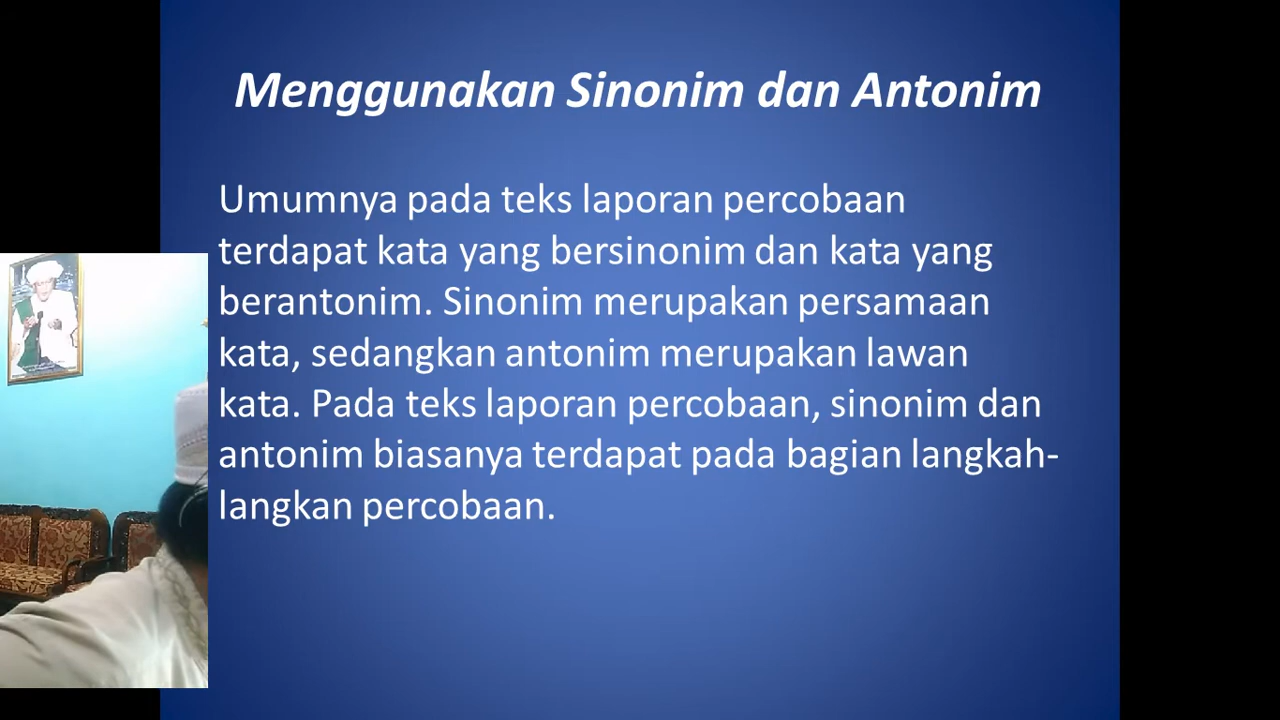 Menggunakan Sinonim dan Antonim
Umumnya pada teks laporan percobaan
terdapat kata yang bersinonim dan kata yang
berantonim. Sinonim merupakan persamaan
kata, sedangkan antonim merupakan lawan
kata. Pada teks laporan percobaan, sinonim dan
antonim biasanya terdapat pada bagian langkah-
langkan percobaan.